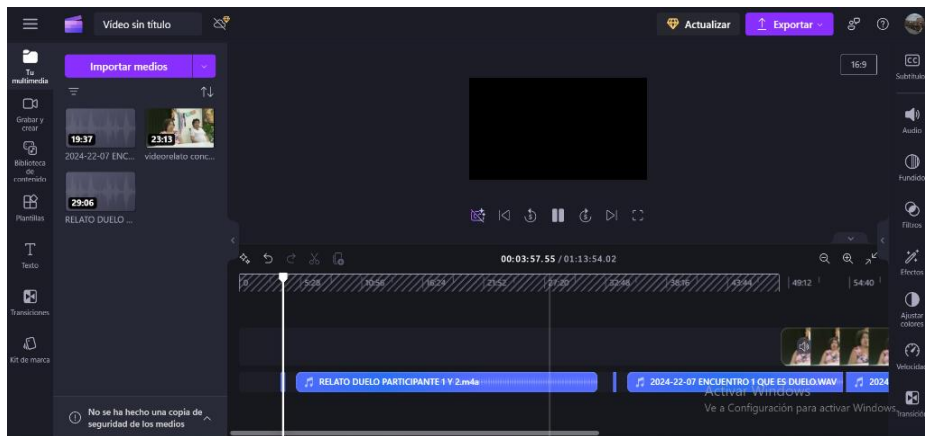 Vídeo sin título
Actualizar
Exportar
Tu
multimedia
Importar medios
16:9
CC
Subtítulo
Grabar y
crear
19:37
23:13
2024-22-07 ENC...
videorelato conc...
Audio
Biblioteca
de
contenido
Fundido
29:06
RELATO DUELO ...
Plantillas
Filtros
Texto
00:03:57.55 / 01:13:54.02
Efectos
0
5:28
10:56
16:24
21:52
27:20
32:48
38:16
43:44
49:12
54:40
Transiciones
Ajustar
colores
Kit de marca
Velocidad
RELATO DUELO PARTICIPANTE 1 Y 2.m4a
2024-22-07 ENCUENTRO 1 QUE ES DUELO.WAV
2024
Activar Windows
Ve a Configuración para activar Windows.
No se ha hecho una copia de
seguridad de los medios
Transición